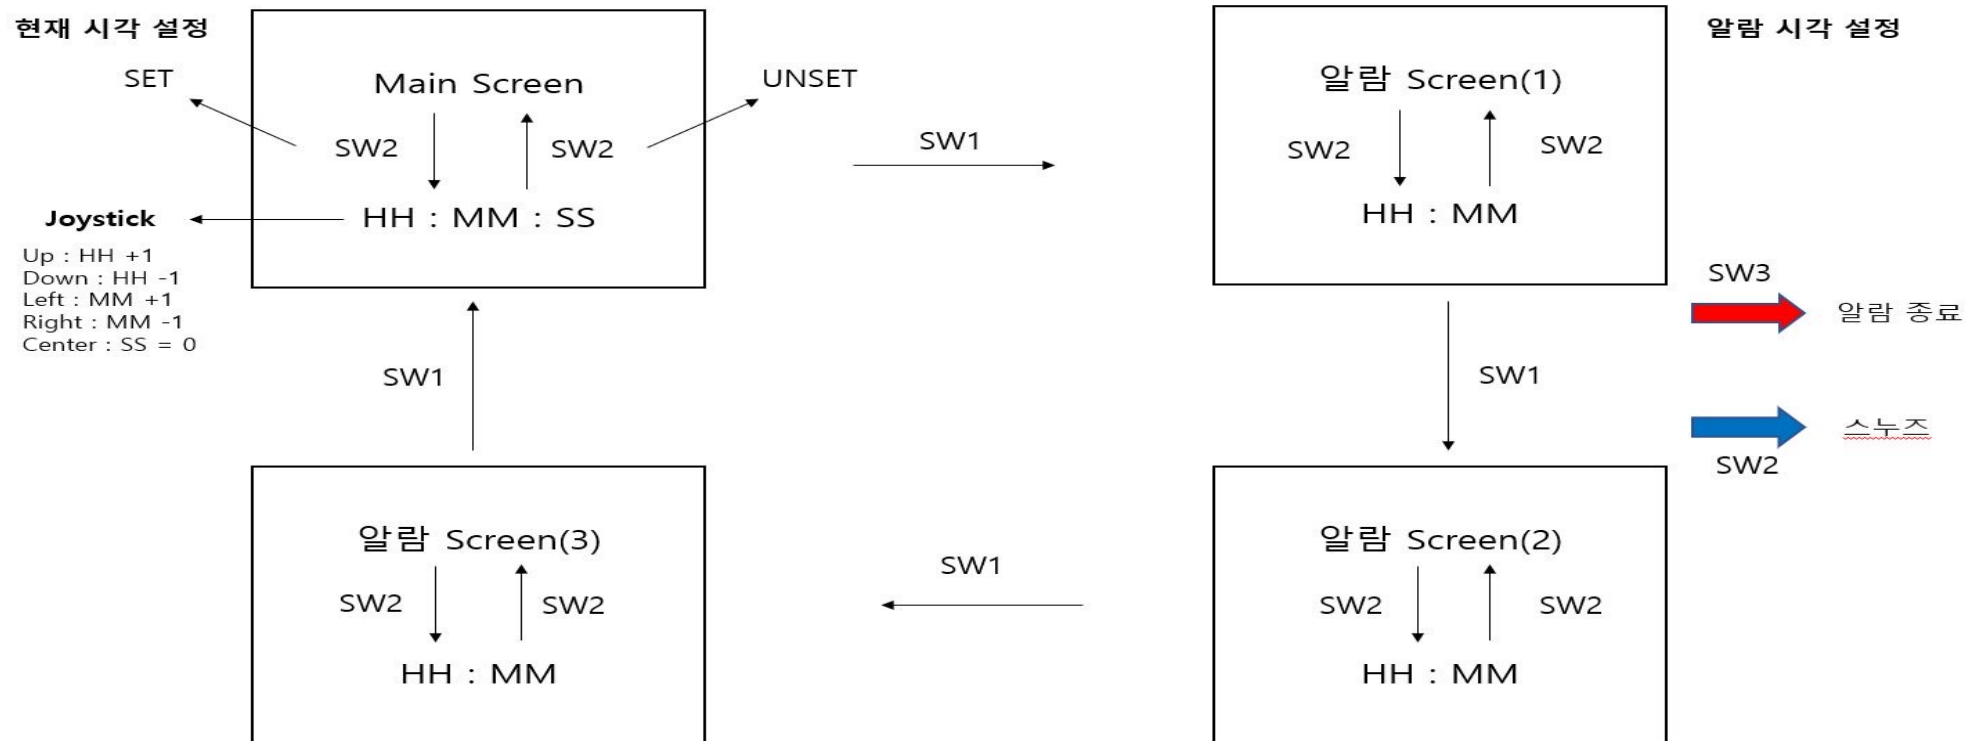 현재 시각 설정
SET
Main Screen
UNSET
SW2
SW2
HH : MM : SS
Joystick
Up : HH +1
Down : HH -1
Left : MM +1
Right : MM -1
Center : SS = 0
SW1
알람 시각 설정
알람 Screen(1)
SW2
SW2
HH : MM
SW3
알람 종료
스누즈
SW2
SW1
알람 Screen(2)
SW2
SW2
HH : MM
SW1
알람 Screen(3)
SW2
SW2
HH : MM
SW1